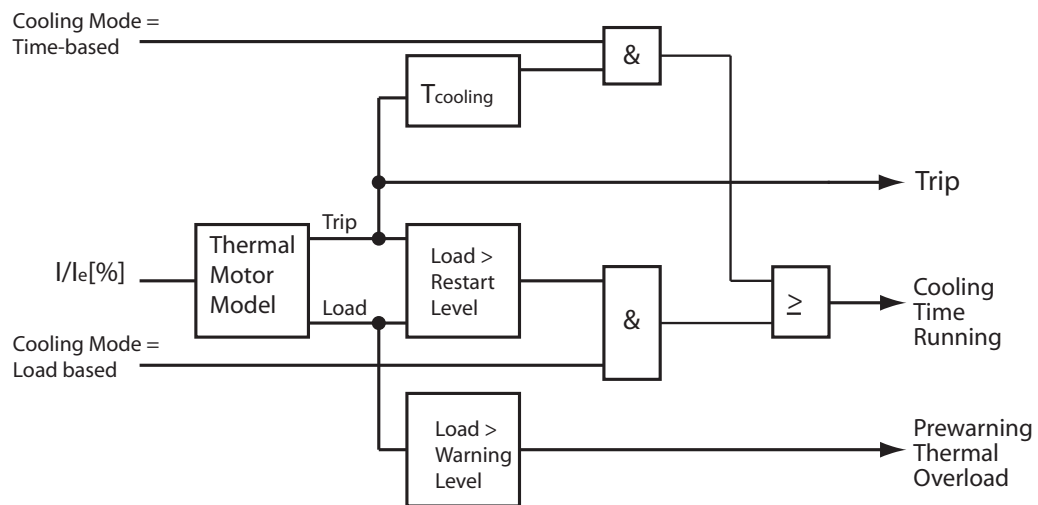 Cooling Mode =
Time-based
&
Tcooling
Trip
Trip
Thermal
Motor
Model
I/Ie[%]
Load >
Restart
Level
Load
&
≥
Cooling
Time
Running
Cooling Mode =
Load based
Load >
Warning
Level
Prewarning
Thermal
Overload